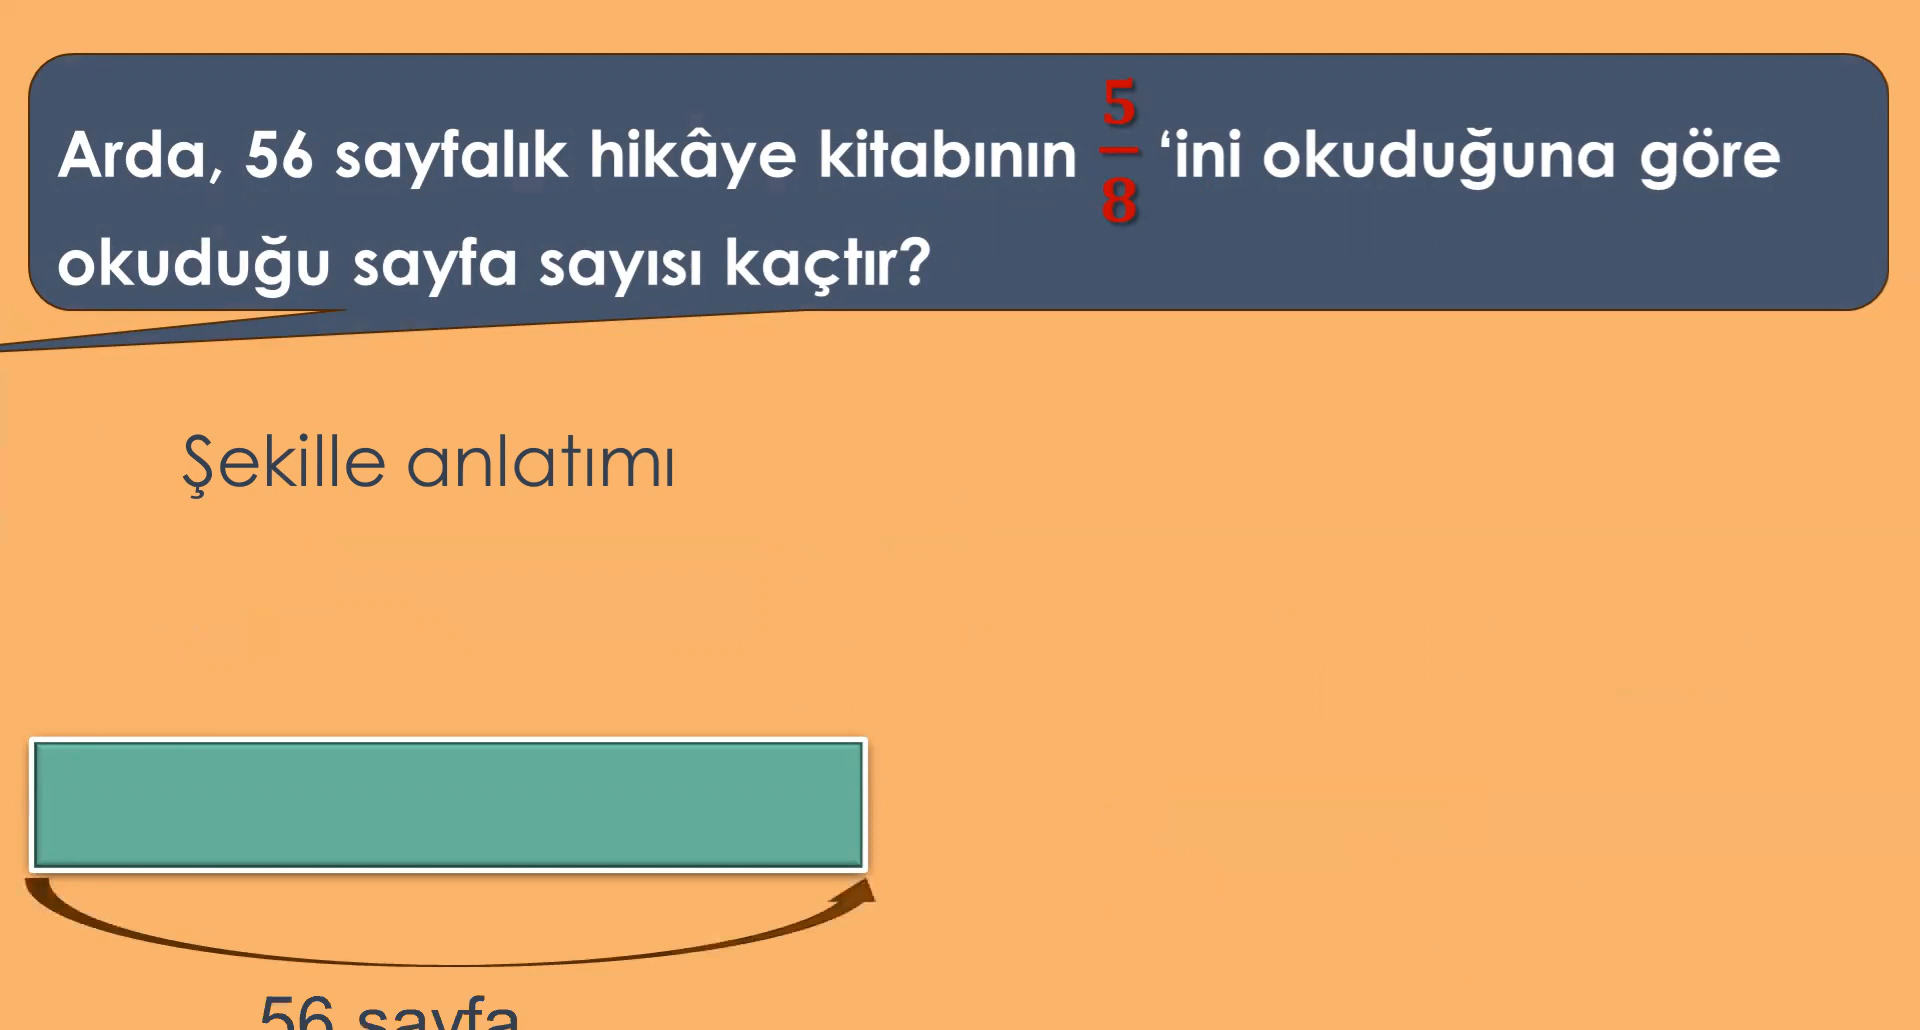 Arda, 56 sayfalık hikâye kitabının 5/8 ‘ini okuduğuna göre
okuduğu sayfa sayısı kaçtır?
Şekille anlatımı
56 sayfa